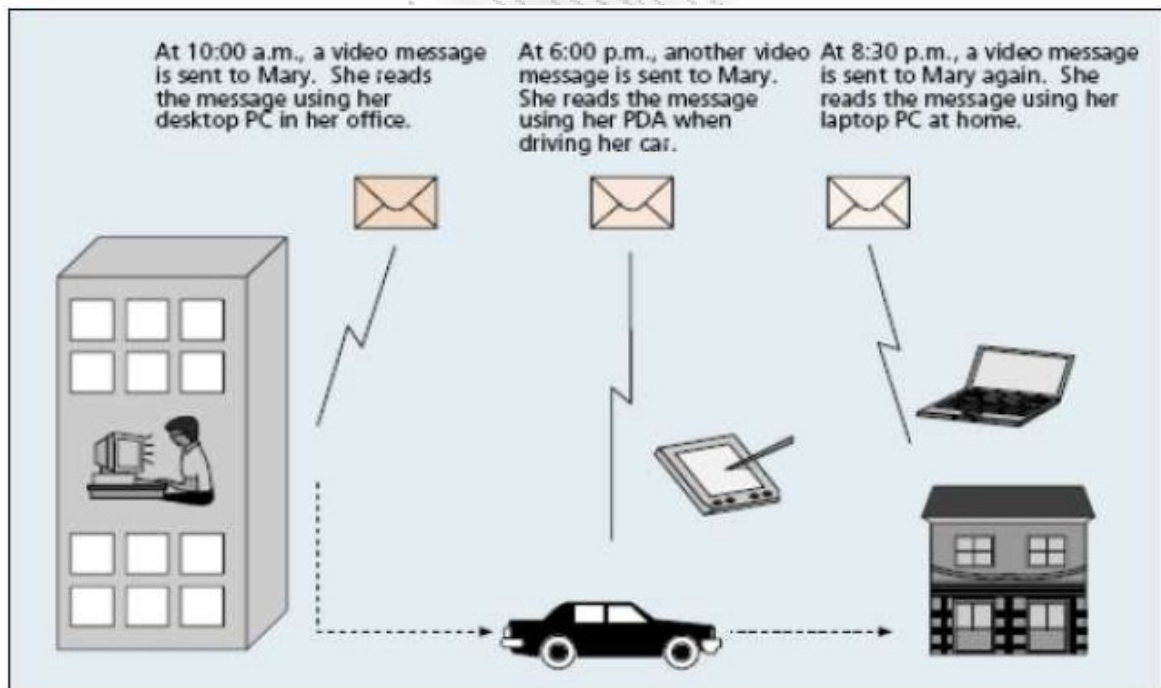 At 10:00 a.m., a video message
is sent to Mary. She reads
the message using her
desktop PC in her office.
At 6:00 p.m., another video
message is sent to Mary.
She reads the message
using her PDA when
driving her car.
At 8:30 p.m., a video message
is sent to Mary again. She
reads the message using her
laptop PC at home.